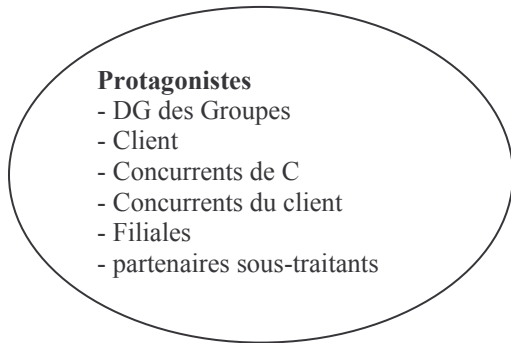 Protagonistes
- DG des Groupes
- Client
- Concurrents de C
- Concurrents du client
- Filiales
- partenaires sous-traitants